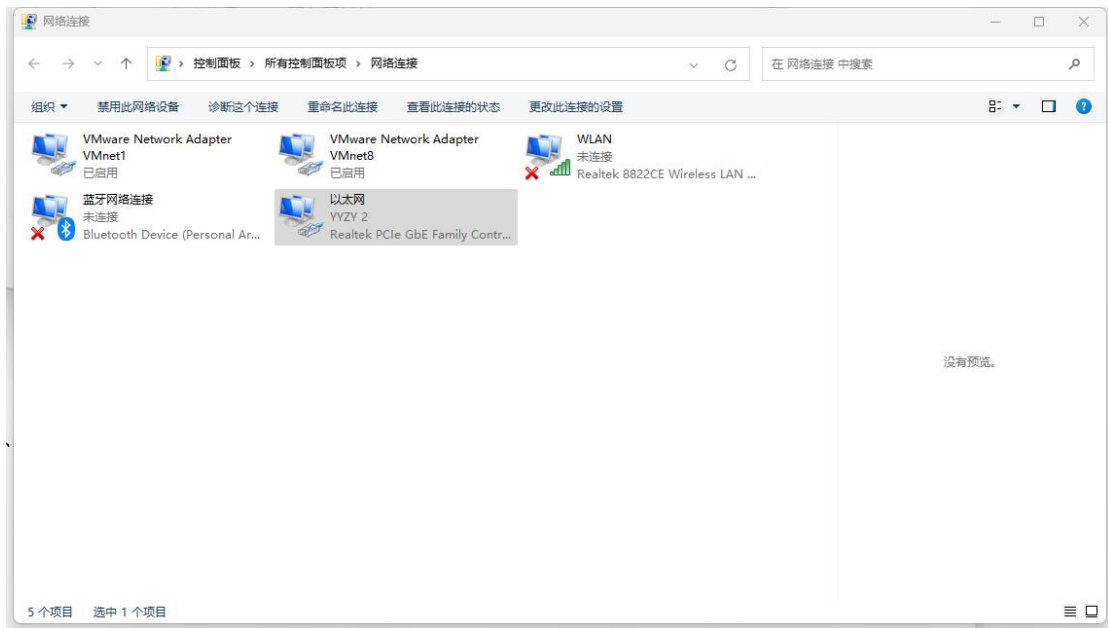 网络连接
控制面板 › 所有控制面板项 › 网络连接
在 网络连接 中搜索
组织 禁用此网络设备 诊断这个连接 重命名此连接 查看此连接的状态 更改此连接的设置
VMware Network Adapter
VMnet1
已启用
VMware Network Adapter
VMnet8
已启用
WLAN
未连接
Realtek 8822CE Wireless LAN ...
蓝牙网络连接
未连接
Bluetooth Device (Personal Ar...
以太网
YYZY 2
Realtek PCIe GbE Family Contr...
没有预览。
5 个项目 选中 1 个项目